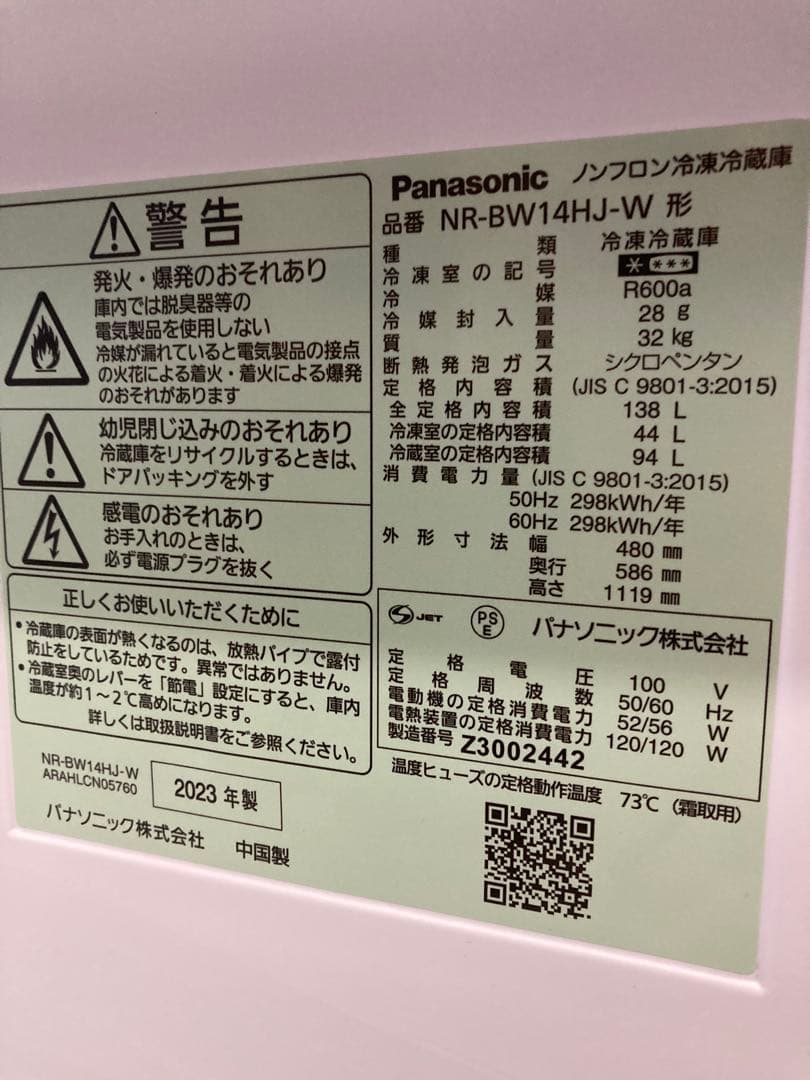 警告
発火・爆発のおそれあり
庫内では脱臭器等の
電気製品を使用しない
冷媒が漏れていると電気製品の接点
の火花による着火・着火による爆発
のおそれがあります
幼児閉じ込みのおそれあり
冷蔵庫をリサイクルするときは、
ドアパッキングを外す
感電のおそれあり
お手入れのときは、
必ず電源プラグを抜く
正しくお使いいただくために
・冷蔵庫の表面が熱くなるのは、放熱パイプで露付
防止をしているためです。異常ではありません。
・冷蔵室奥のレバーを「節電」設定にすると、庫内
温度が約1～2℃高めになります。
詳しくは取扱説明書をご参照ください。
NR-BW14HJ-W
ARAHLCN05760
2023 年製
パナソニック株式会社 中国製
Panasonic ノンフロン冷凍冷蔵庫
品番 NR-BW14HJ-W 形
種類 冷凍冷蔵庫
冷凍室の記号 * ***
冷媒 R600a
冷媒封入量 28 g
質量 32 kg
断熱発泡ガス シクロペンタン
定格内容積 (JIS C 9801-3:2015)
全定格内容積 138 L
冷凍室の定格内容積 44 L
冷蔵室の定格内容積 94 L
消費電力量 (JIS C 9801-3:2015)
50Hz 298kWh/年
60Hz 298kWh/年
外形寸法 幅 480 mm
奥行 586 mm
高さ 1119 mm
S JET PS E パナソニック株式会社
定格電圧 100 V
定格周波数 50/60 Hz
電動機の定格消費電力 52/56 W
電熱装置の定格消費電力 120/120 W
製造番号 Z3002442
温度ヒューズの定格動作温度 73℃ (霜取用)